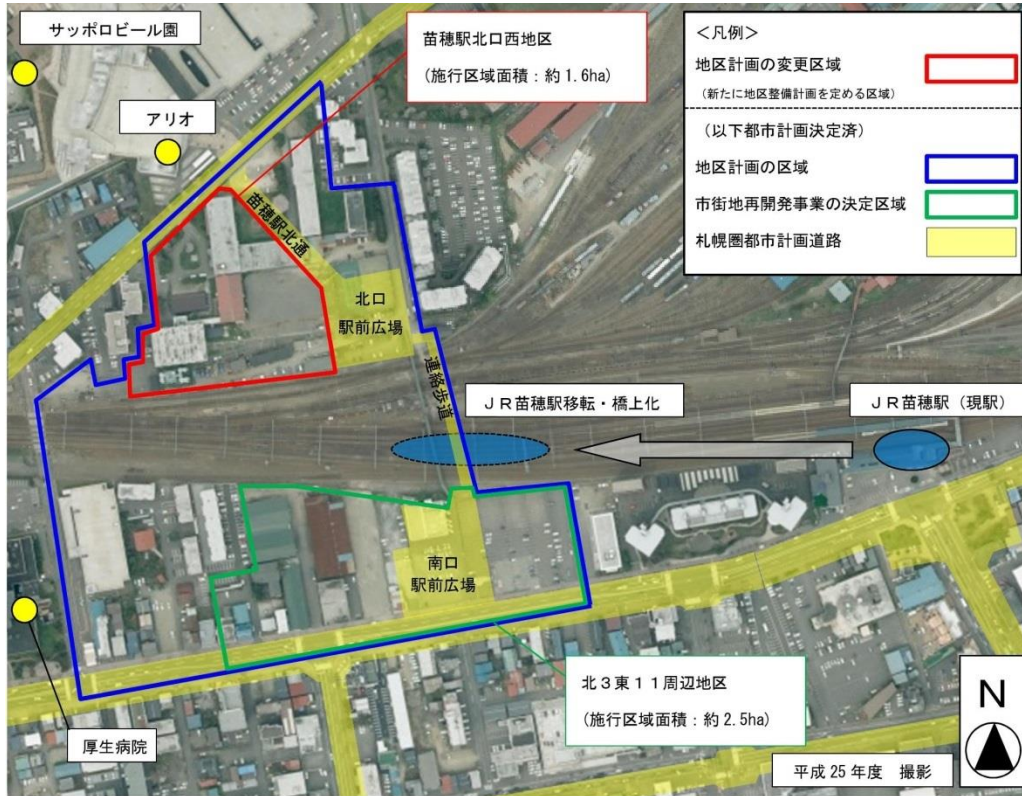 サッポロビール園
アリオ
苗穂駅北口西地区
(施行区域面積：約1.6ha)
<凡例>
地区計画の変更区域
(新たに地区整備計画を定める区域)
(以下都市計画決定済)
地区計画の区域
市街地再開発事業の決定区域
札幌圏都市計画道路
苗穂駅北通
北口
駅前広場
連絡歩道
ＪＲ苗穂駅移転・橋上化
ＪＲ苗穂駅（現駅）
南口
駅前広場
北３東１１周辺地区
(施行区域面積：約2.5ha)
厚生病院
N
平成25年度　撮影